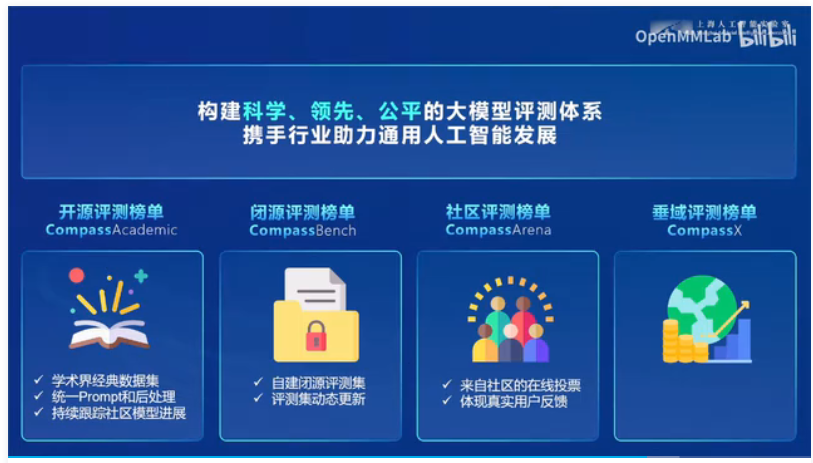 上海人工智能实验室
OpenMMLab bilibili
构建科学、领先、公平的大模型评测体系
携手行业助力通用人工智能发展
开源评测榜单
CompassAcademic
✓ 学术界经典数据集
✓ 统一Prompt和后处理
✓ 持续跟踪社区模型进展
闭源评测榜单
CompassBench
✓ 自建闭源评测集
✓ 评测集动态更新
社区评测榜单
CompassArena
✓ 来自社区的在线投票
✓ 体现真实用户反馈
垂域评测榜单
CompassX